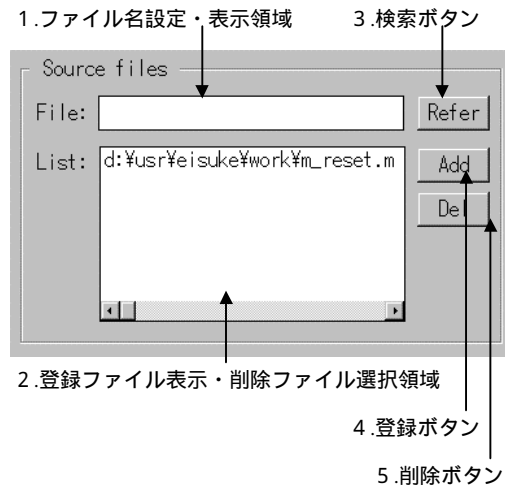 1.ファイル名設定・表示領域 3.検索ボタン
Source files
File: Refer
List: d:¥usr¥eisuke¥work¥m_reset.m Add
Del
2.登録ファイル表示・削除ファイル選択領域
4.登録ボタン
5.削除ボタン